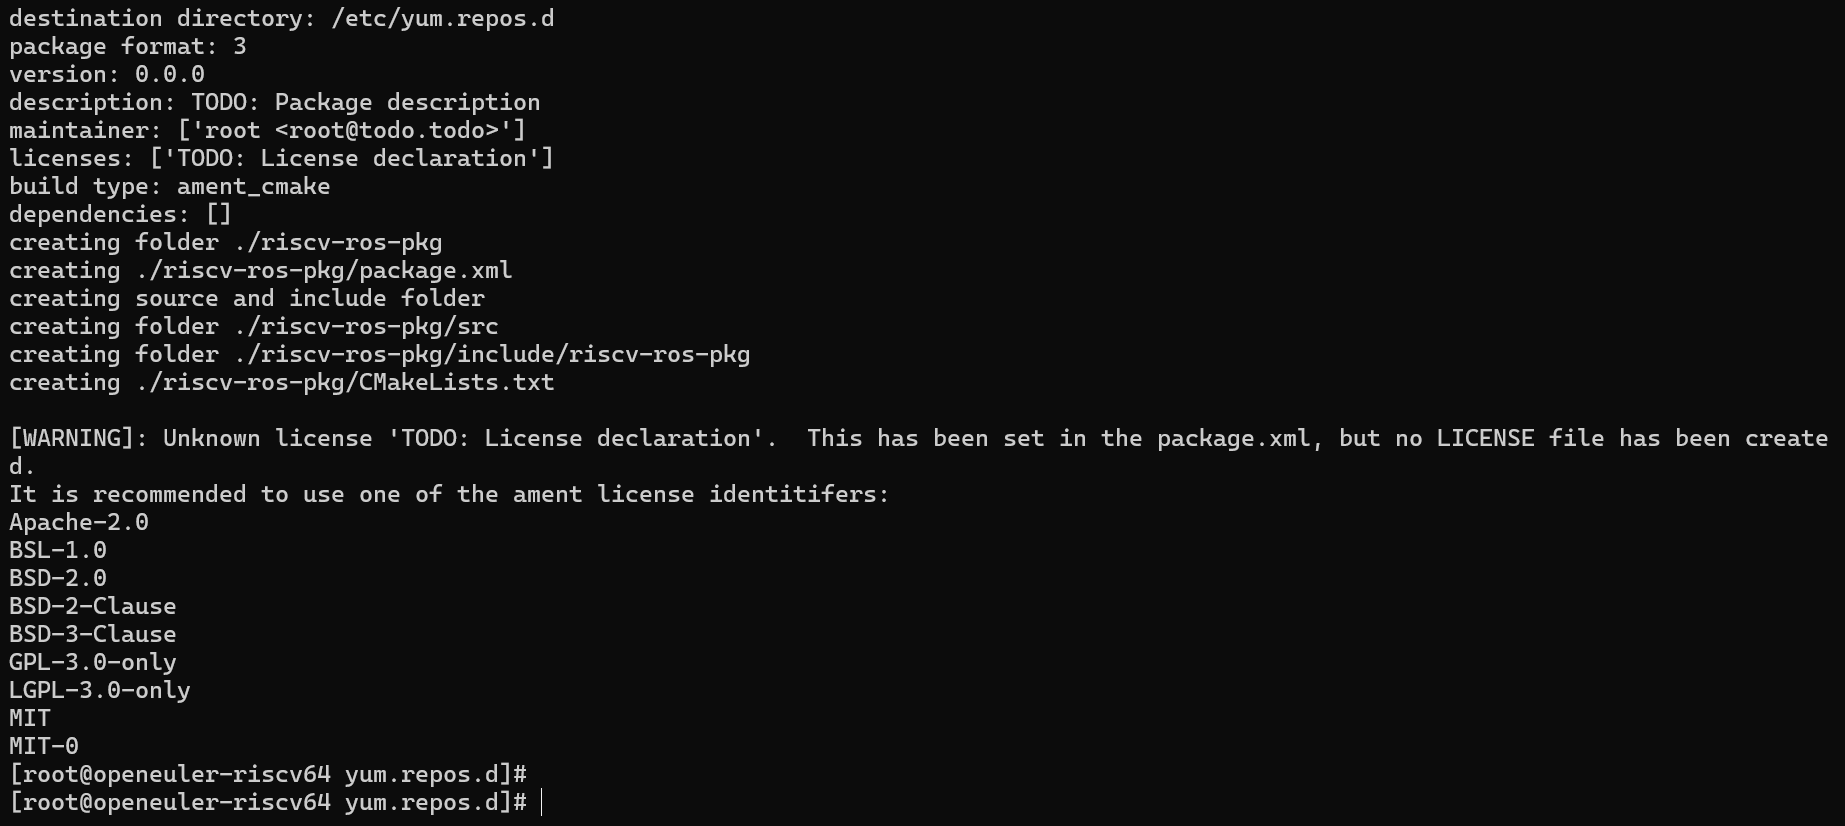 destination directory: /etc/yum.repos.d
package format: 3
version: 0.0.0
description: TODO: Package description
maintainer: ['root <root@todo.todo>']
licenses: ['TODO: License declaration']
build type: ament_cmake
dependencies: []
creating folder ./riscv-ros-pkg
creating ./riscv-ros-pkg/package.xml
creating source and include folder
creating folder ./riscv-ros-pkg/src
creating folder ./riscv-ros-pkg/include/riscv-ros-pkg
creating ./riscv-ros-pkg/CMakeLists.txt

[WARNING]: Unknown license 'TODO: License declaration'.  This has been set in the package.xml, but no LICENSE file has been create
d.
It is recommended to use one of the ament license identitifers:
Apache-2.0
BSL-1.0
BSD-2.0
BSD-2-Clause
BSD-3-Clause
GPL-3.0-only
LGPL-3.0-only
MIT
MIT-0
[root@openeuler-riscv64 yum.repos.d]#
[root@openeuler-riscv64 yum.repos.d]#